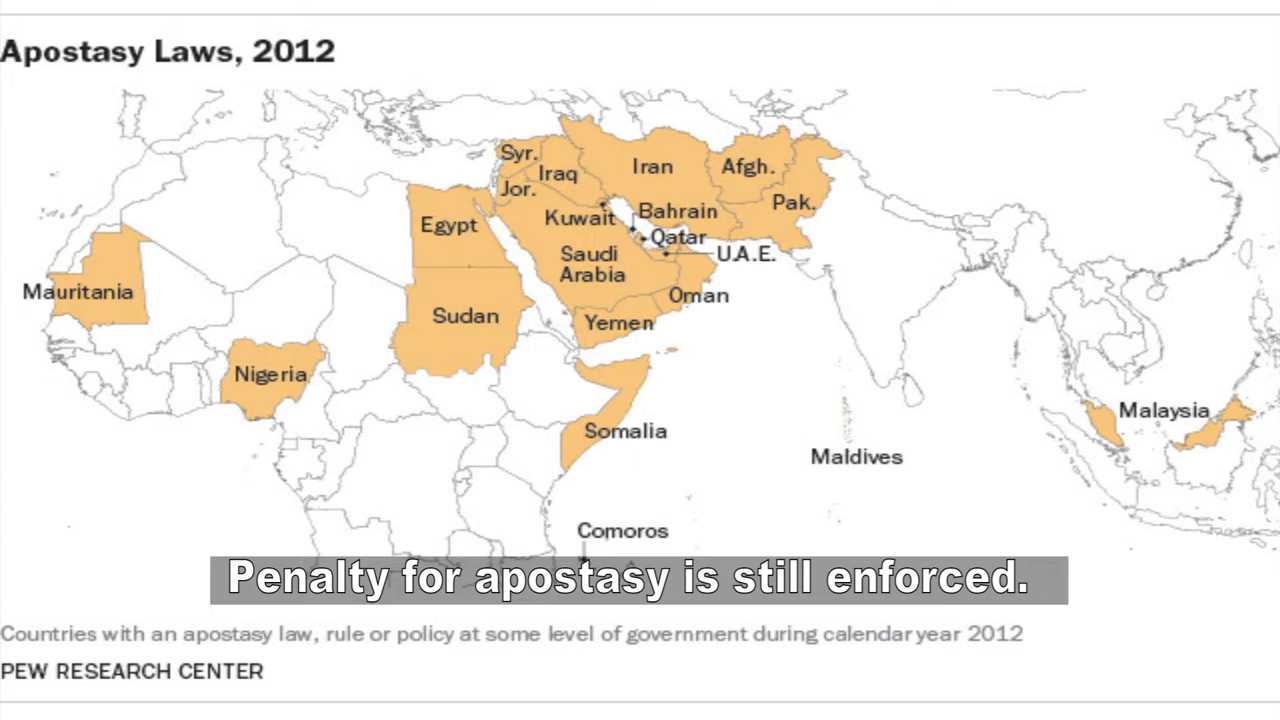 Apostasy Laws, 2012
Syr.
Iraq
Iran
Afgh.
Jor.
Pak.
Kuwait
Bahrain
Egypt
Qatar
U.A.E.
Saudi
Arabia
Mauritania
Oman
Sudan
Yemen
Nigeria
Malaysia
Somalia
Maldives
Comoros
Penalty for apostasy is still enforced.
Countries with an apostasy law, rule or policy at some level of government during calendar year 2012
PEW RESEARCH CENTER